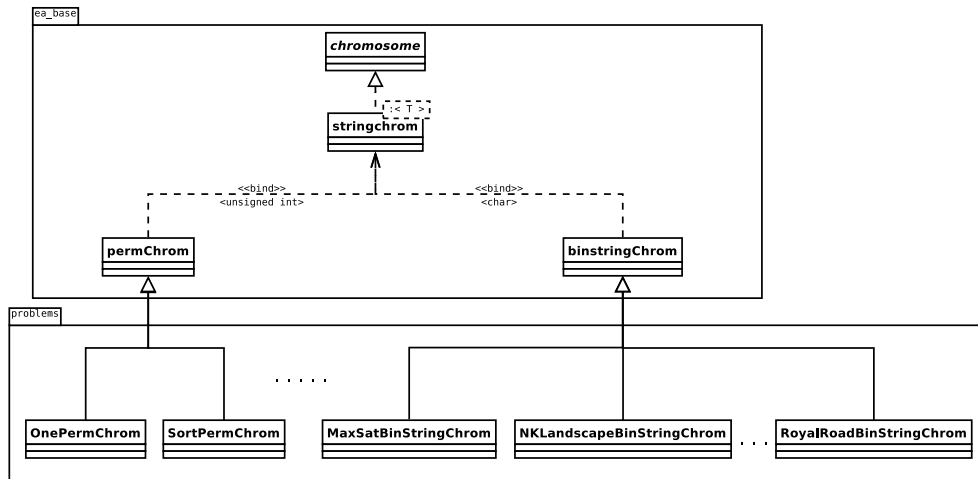 ea_base
chromosome
:< T >
stringchrom
<<bind>>
<unsigned int>
<<bind>>
<char>
permChrom
binstringChrom
problems
. . . . .
OnePermChrom
SortPermChrom
MaxSatBinStringChrom
NKLandscapeBinStringChrom
. . .
RoyalRoadBinStringChrom